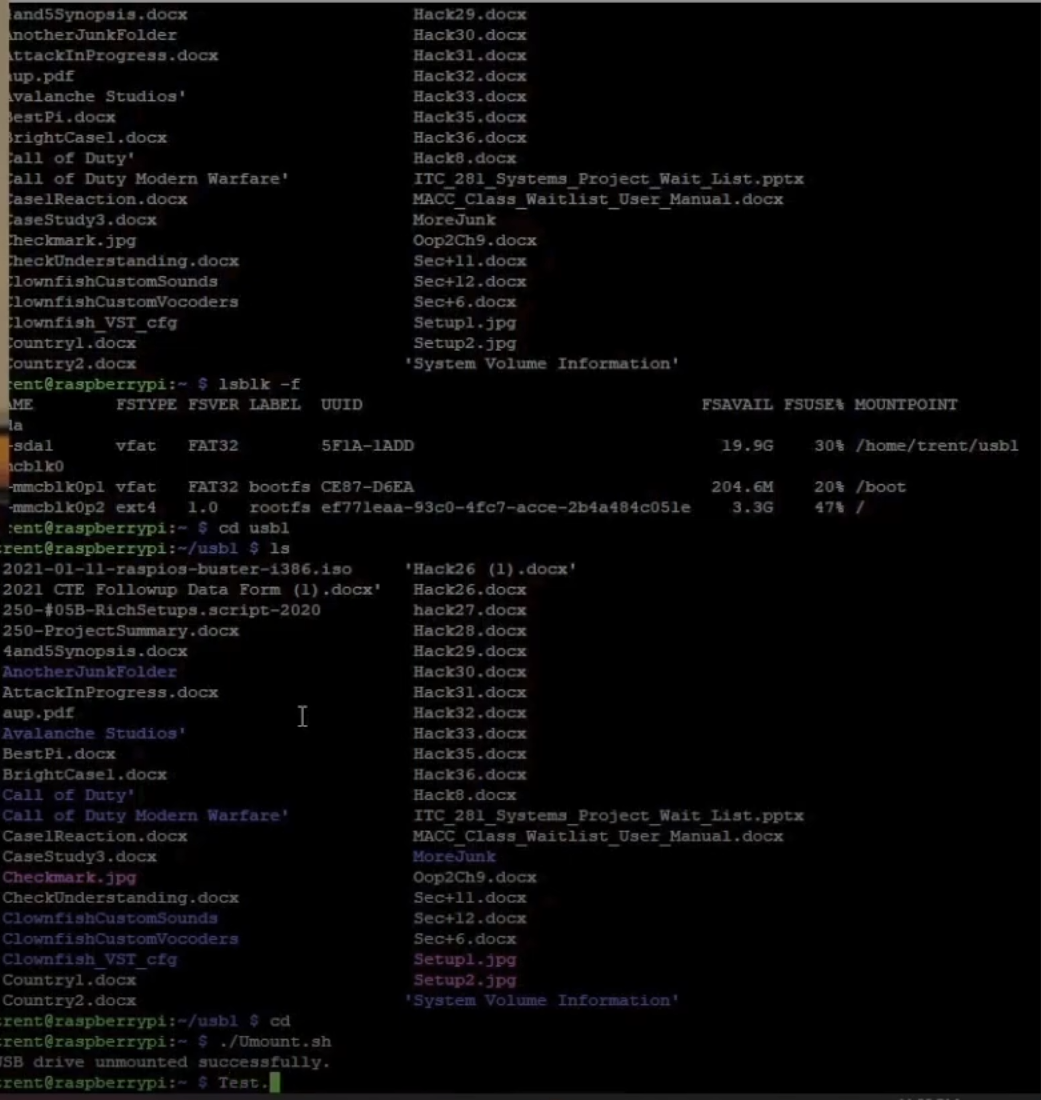 and5Synopsis.docx Hack29.docx
AnotherJunkFolder Hack30.docx
AttackInProgress.docx Hack31.docx
aup.pdf Hack32.docx
Avalanche Studios' Hack33.docx
BestPi.docx Hack35.docx
BrightCase1.docx Hack36.docx
Call of Duty' Hack8.docx
Call of Duty Modern Warfare' ITC_281_Systems_Project_Wait_List.pptx
Case1Reaction.docx MACC_Class_Waitlist_User_Manual.docx
CaseStudy3.docx MoreJunk
Checkmark.jpg Oop2Ch9.docx
CheckUnderstanding.docx Sec+11.docx
ClownfishCustomSounds Sec+12.docx
ClownfishCustomVocoders Sec+6.docx
Clownfish_VST_cfg Setup1.jpg
Country1.docx Setup2.jpg
Country2.docx 'System Volume Information'
rent@raspberrypi:~ $ lsblk -f
AME FSTYPE FSVER LABEL UUID FSAVAIL FSUSE% MOUNTPOINT
da
-sda1 vfat FAT32 5F1A-1ADD 19.9G 30% /home/trent/usb1
mcblk0
-mmcblk0p1 vfat FAT32 bootfs CE87-D6EA 204.6M 20% /boot
-mmcblk0p2 ext4 1.0 rootfs ef771eaa-93c0-4fc7-acce-2b4a484c051e 3.3G 47% /
rent@raspberrypi:~ $ cd usb1
trent@raspberrypi:~/usb1 $ ls
2021-01-11-raspios-buster-i386.iso 'Hack26 (1).docx'
2021 CTE Followup Data Form (1).docx' Hack26.docx
250-#05B-RichSetups.script-2020 hack27.docx
250-ProjectSummary.docx Hack28.docx
4and5Synopsis.docx Hack29.docx
AnotherJunkFolder Hack30.docx
AttackInProgress.docx Hack31.docx
aup.pdf Hack32.docx
Avalanche Studios' Hack33.docx
BestPi.docx Hack35.docx
BrightCase1.docx Hack36.docx
Call of Duty' Hack8.docx
Call of Duty Modern Warfare' ITC_281_Systems_Project_Wait_List.pptx
Case1Reaction.docx MACC_Class_Waitlist_User_Manual.docx
CaseStudy3.docx MoreJunk
Checkmark.jpg Oop2Ch9.docx
CheckUnderstanding.docx Sec+11.docx
ClownfishCustomSounds Sec+12.docx
ClownfishCustomVocoders Sec+6.docx
Clownfish_VST_cfg Setup1.jpg
Country1.docx Setup2.jpg
Country2.docx 'System Volume Information'
trent@raspberrypi:~/usb1 $ cd
trent@raspberrypi:~ $ ./Umount.sh
USB drive unmounted successfully.
trent@raspberrypi:~ $ Test.